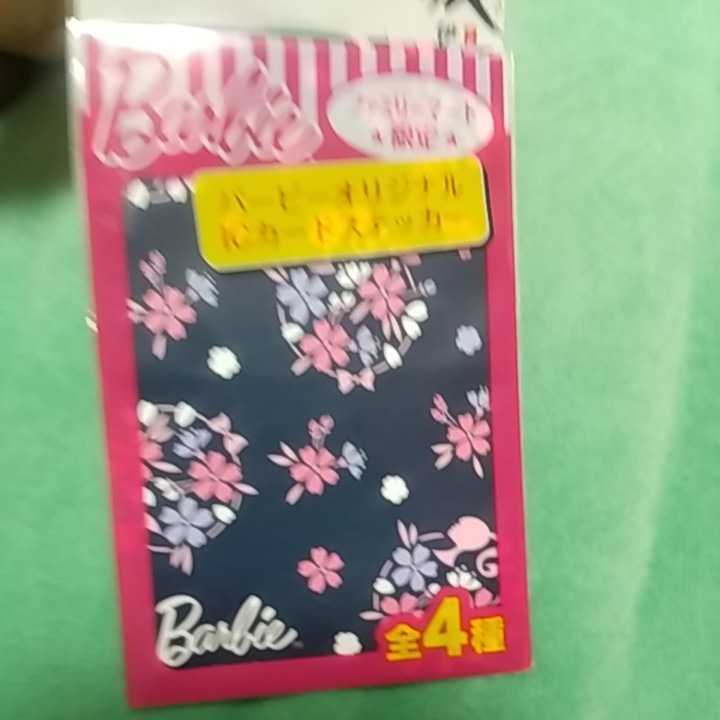 Barbie
ファミリーマート
★限定★
バービーオリジナル
ICカードステッカー
Barbie
全4種